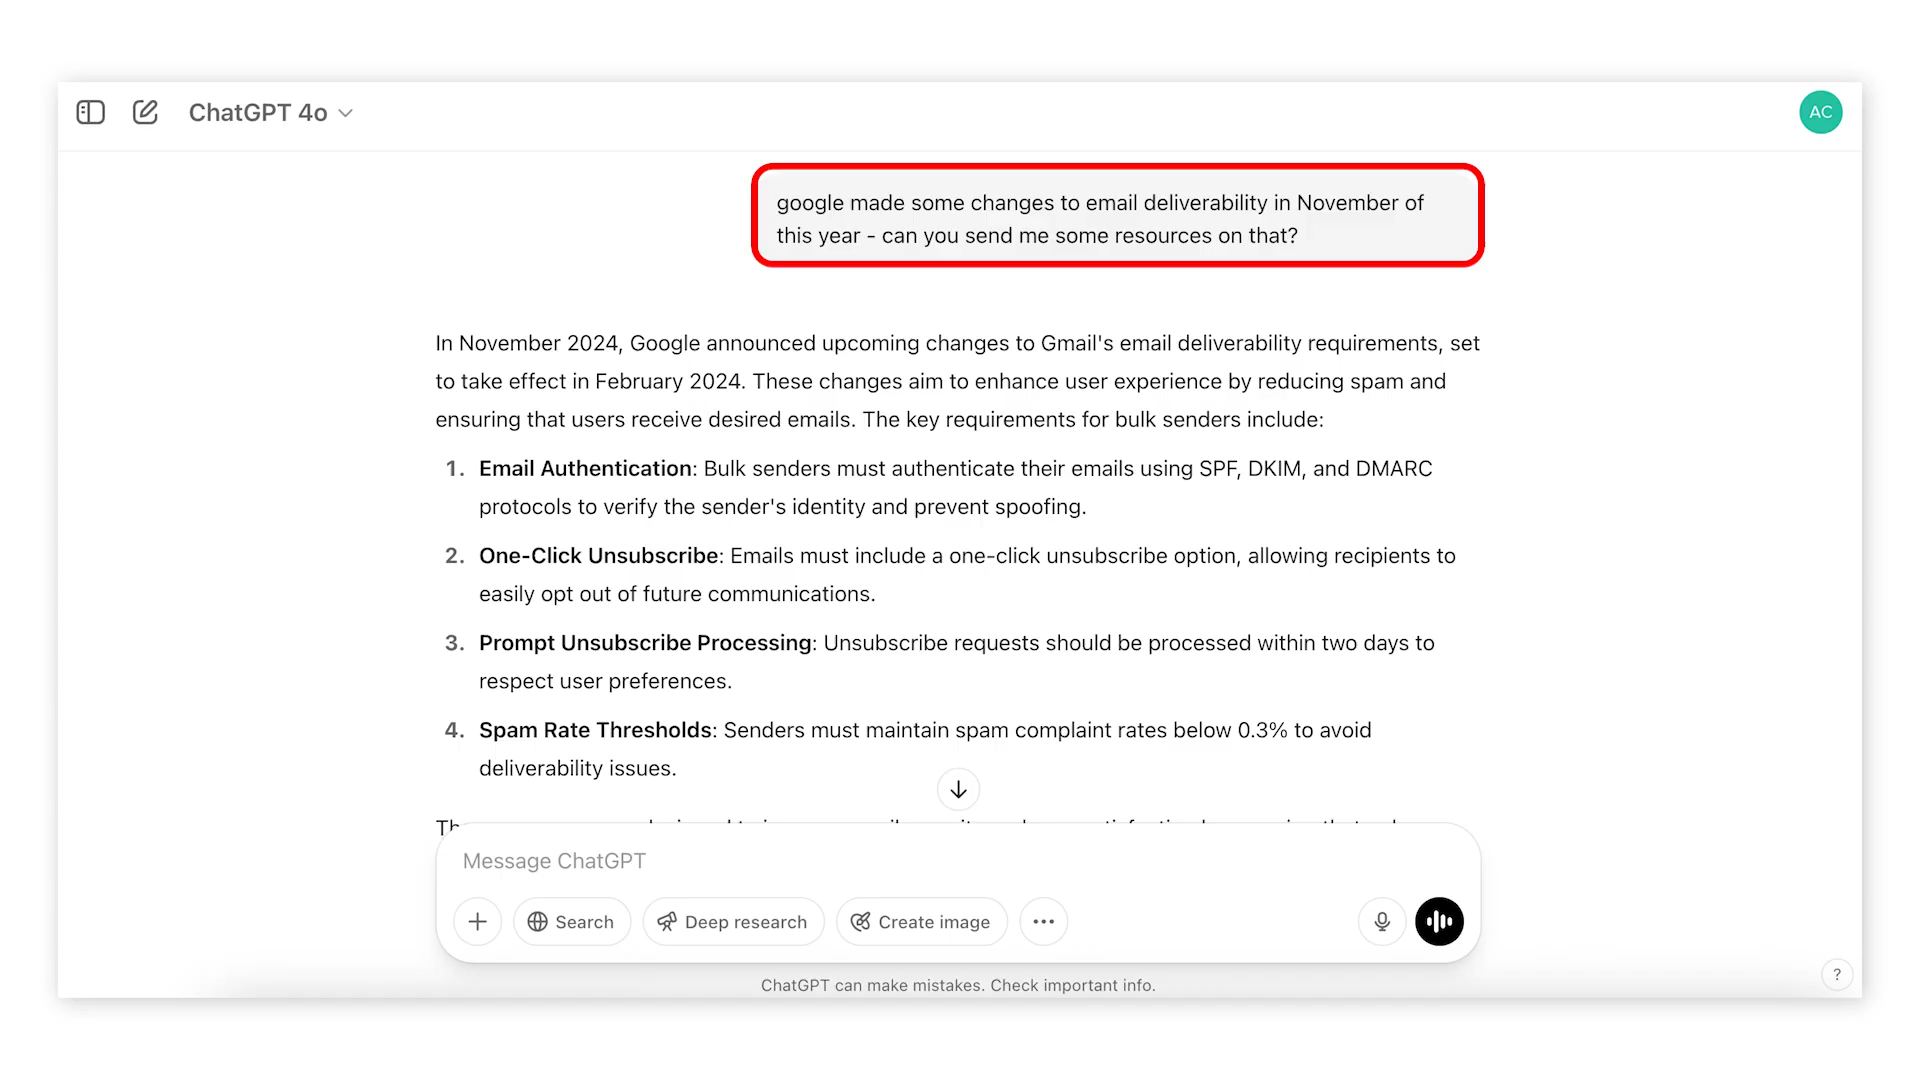 ChatGPT 4o
AC
google made some changes to email deliverability in November of
this year - can you send me some resources on that?
In November 2024, Google announced upcoming changes to Gmail's email deliverability requirements, set
to take effect in February 2024. These changes aim to enhance user experience by reducing spam and
ensuring that users receive desired emails. The key requirements for bulk senders include:
1. Email Authentication: Bulk senders must authenticate their emails using SPF, DKIM, and DMARC
protocols to verify the sender's identity and prevent spoofing.
2. One-Click Unsubscribe: Emails must include a one-click unsubscribe option, allowing recipients to
easily opt out of future communications.
3. Prompt Unsubscribe Processing: Unsubscribe requests should be processed within two days to
respect user preferences.
4. Spam Rate Thresholds: Senders must maintain spam complaint rates below 0.3% to avoid
deliverability issues.
Message ChatGPT
Search
Deep research
Create image
ChatGPT can make mistakes. Check important info.
?